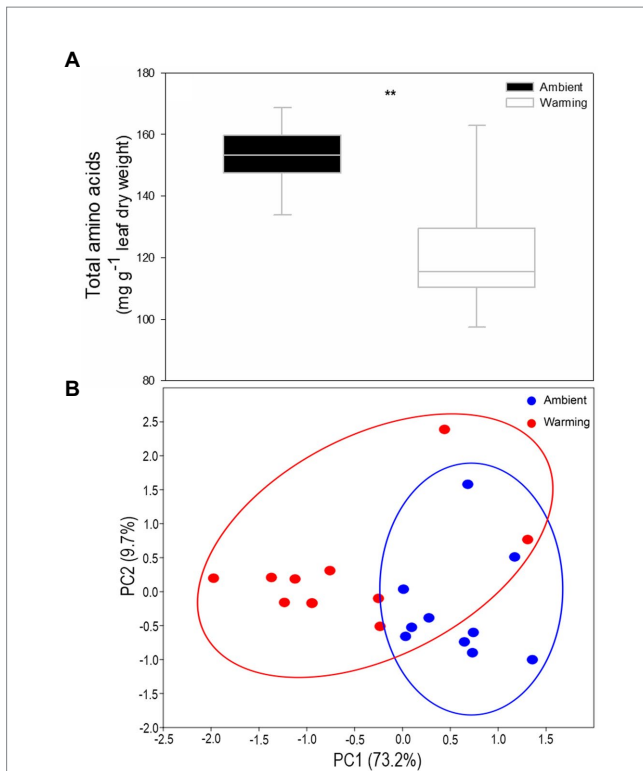 A
180
**
Ambient
Warming
160
140
120
100
80
Total amino acids
(mg g⁻¹ leaf dry weight)
B
Ambient
Warming
2.5
2.0
1.5
1.0
0.5
0.0
-0.5
-1.0
-1.5
-2.0
PC2 (9.7%)
-2.5 -2.0 -1.5 -1.0 -0.5 0.0 0.5 1.0 1.5
PC1 (73.2%)